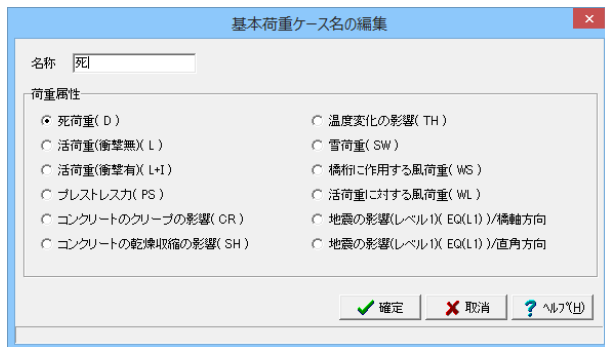 基本荷重ケース名の編集
名称 死
荷重属性
死荷重( D )
活荷重(衝撃無)( L )
活荷重(衝撃有)( L+I )
プレストレス力( PS )
コンクリートのクリープの影響( CR )
コンクリートの乾燥収縮の影響( SH )
温度変化の影響( TH )
雪荷重( SW )
橋桁に作用する風荷重( WS )
活荷重に対する風荷重( WL )
地震の影響(レベル1)( EQ(L1) )/橋軸方向
地震の影響(レベル1)( EQ(L1) )/直角方向
確定 取消 ヘルプ(H)